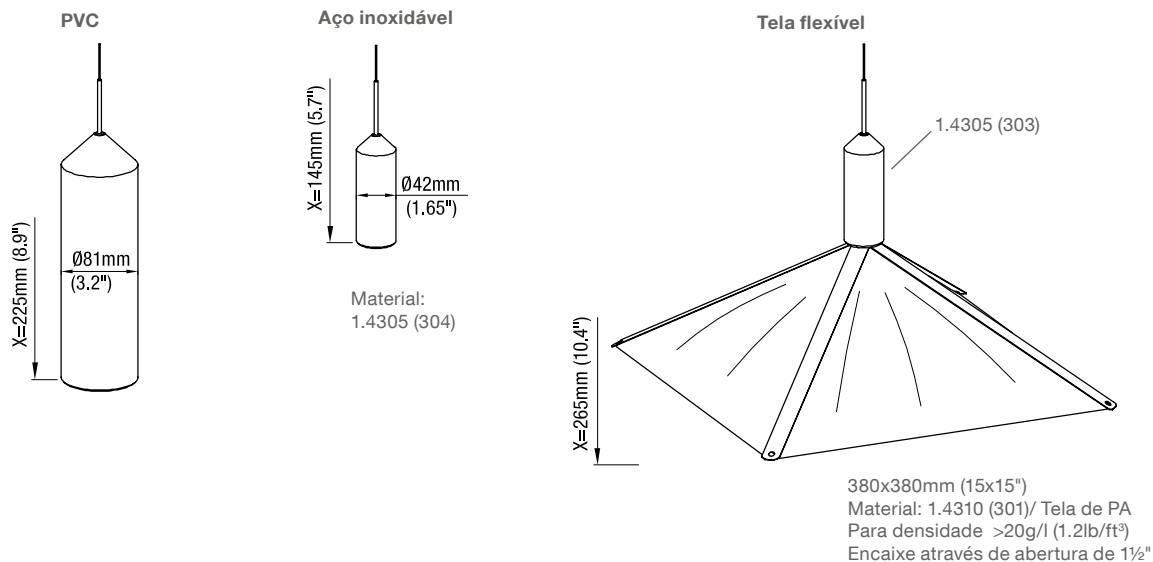 PVC
X=225mm (8.9")
Ø81mm
(3.2")
Aço inoxidável
X=145mm (5.7")
Ø42mm
(1.65")
Material:
1.4305 (304)
Tela flexível
1.4305 (303)
X=265mm (10.4")
380x380mm (15x15")
Material: 1.4310 (301)/ Tela de PA
Para densidade >20g/l (1.2lb/ft³)
Encaixe através de abertura de 1½"